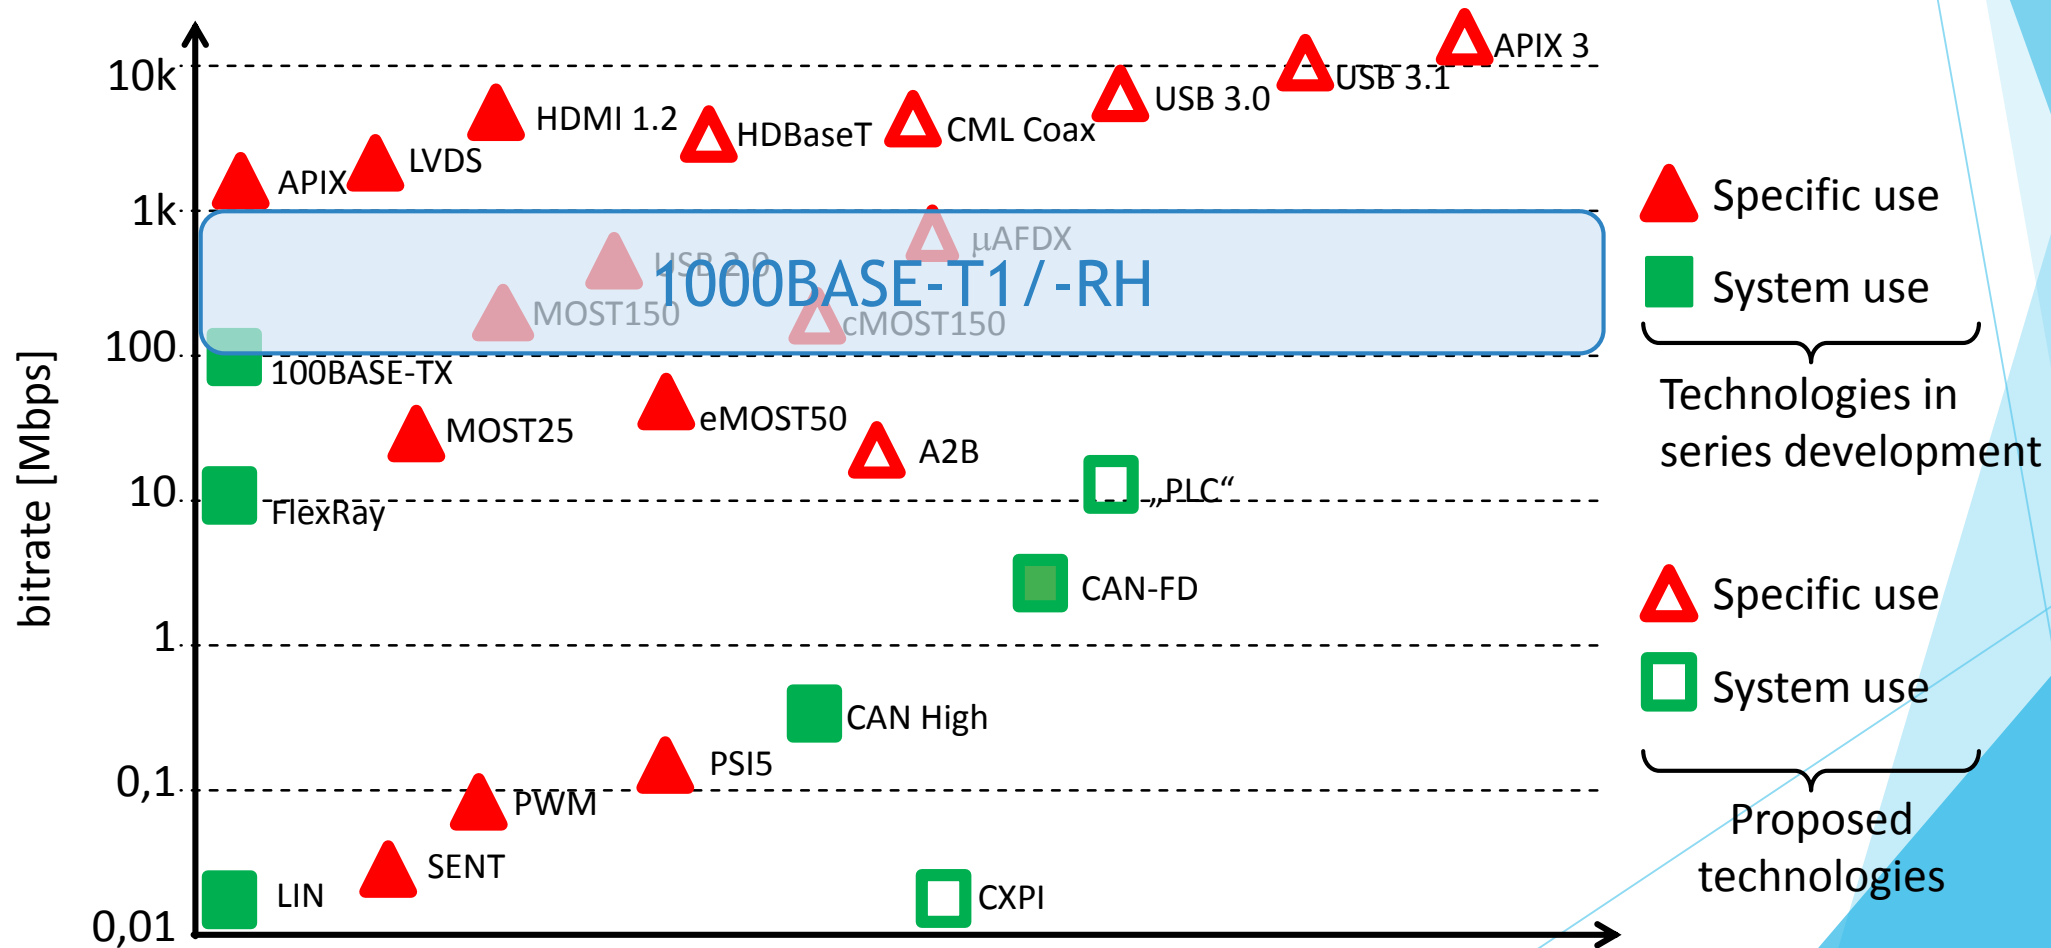 APIX 3
10k
USB 3.1
USB 3.0
HDMI 1.2
HDBaseT
CML Coax
LVDS
APIX
Specific use
1k
µAFDX
USB 2.0
1000BASE-T1/-RH
System use
MOST150
cMOST150
100
100BASE-TX
Technologies in
series development
eMOST50
MOST25
A2B
bitrate [Mbps]
10
„PLC“
FlexRay
CAN-FD
Specific use
1
System use
CAN High
PSI5
0,1
PWM
Proposed
technologies
SENT
LIN
CXPI
0,01